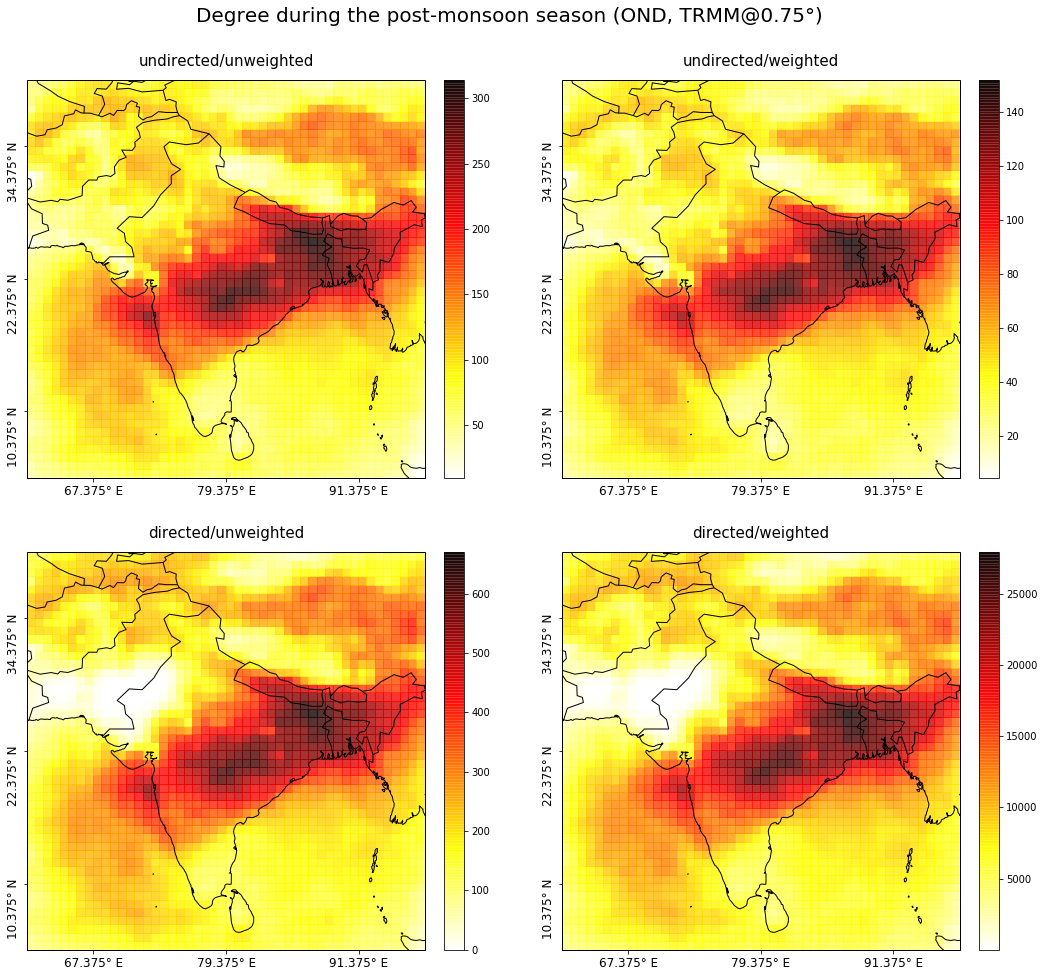 Degree during the post-monsoon season (OND, TRMM@0.75°)
undirected/unweighted
300
250
200
150
100
50
34.375° N
22.375° N
10.375° N
67.375° E
79.375° E
91.375° E
undirected/weighted
140
120
100
80
60
40
20
34.375° N
22.375° N
10.375° N
67.375° E
79.375° E
91.375° E
directed/unweighted
600
500
400
300
200
100
0
34.375° N
22.375° N
10.375° N
67.375° E
79.375° E
91.375° E
directed/weighted
25000
20000
15000
10000
5000
34.375° N
22.375° N
10.375° N
67.375° E
79.375° E
91.375° E